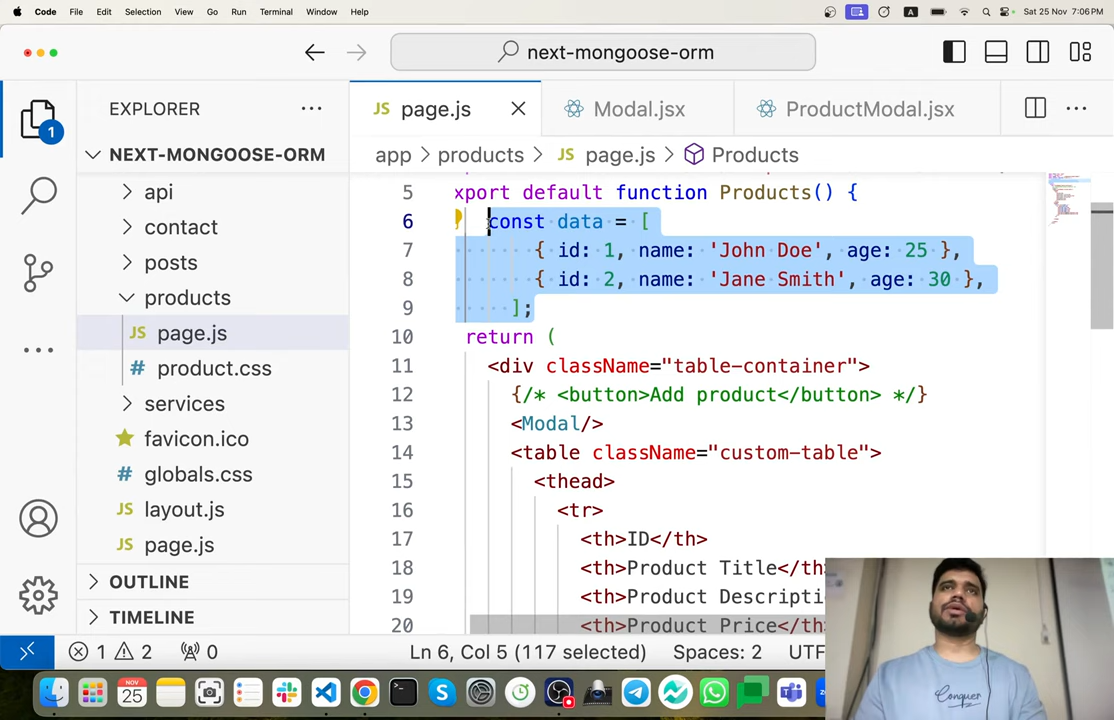 Code File Edit Selection View Go Run Terminal Window Help A Sat 25 Nov 7:06 PM
next-mongoose-orm
EXPLORER
JS page.js
Modal.jsx
ProductModal.jsx
1
NEXT-MONGOOSE-ORM
app > products > JS page.js > Products
api
contact
posts
products
JS page.js
# product.css
services
favicon.ico
# globals.css
JS layout.js
JS page.js
OUTLINE
TIMELINE
5 xport default function Products() {
6 const data = [
7 { id: 1, name: 'John Doe', age: 25 },
8 { id: 2, name: 'Jane Smith', age: 30 },
9 ];
10 return (
11 <div className="table-container">
12 {/* <button>Add product</button> */}
13 <Modal/>
14 <table className="custom-table">
15 <thead>
16 <tr>
17 <th>ID</th>
18 <th>Product Title</th
19 <th>Product Descripti
20 <th>Product Price</th
1 2 0 Ln 6, Col 5 (117 selected) Spaces: 2 UTF
Conquer
NOV
25